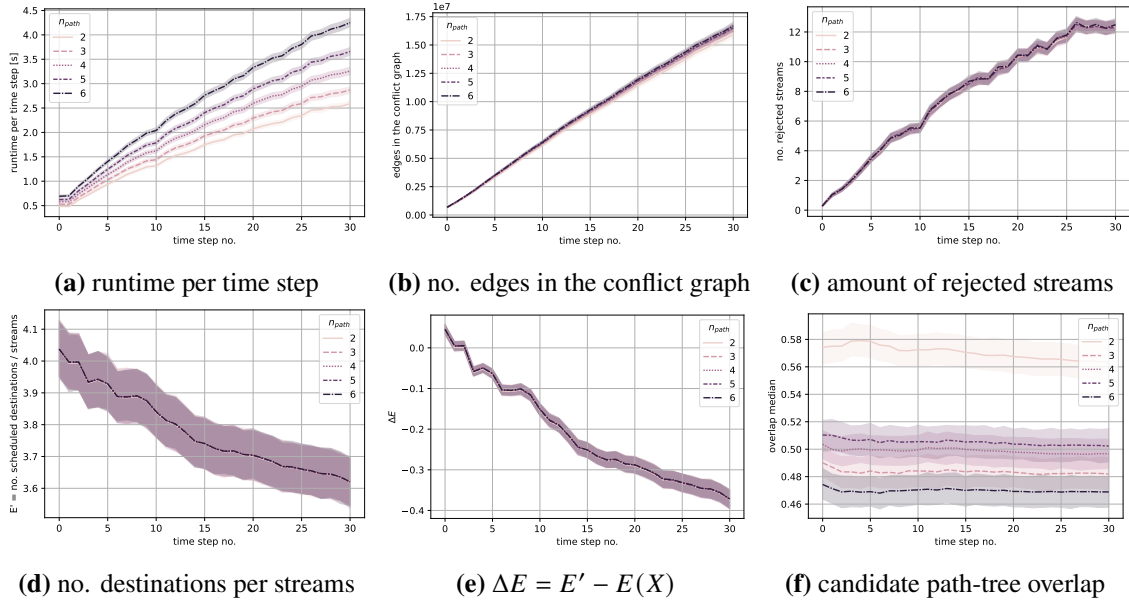 n_path
2
3
4
5
6
runtime per time step [s]
4.5
4.0
3.5
3.0
2.5
2.0
1.5
1.0
0.5
0 5 10 15 20 25 30
time step no.
(a) runtime per time step
1e7
n_path
2
3
4
5
6
edges in the conflict graph
1.75
1.50
1.25
1.00
0.75
0.50
0.25
0.00
0 5 10 15 20 25 30
time step no.
(b) no. edges in the conflict graph
n_path
2
3
4
5
6
no. rejected streams
12
10
8
6
4
2
0
0 5 10 15 20 25 30
time step no.
(c) amount of rejected streams
n_path
2
3
4
5
6
E' = no. scheduled destinations / streams
4.1
4.0
3.9
3.8
3.7
3.6
0 5 10 15 20 25 30
time step no.
(d) no. destinations per streams
n_path
2
3
4
5
6
ΔE
0.0
−0.1
−0.2
−0.3
−0.4
0 5 10 15 20 25 30
time step no.
(e) ΔE = E′ − E(X)
n_path
2
3
4
5
6
overlap median
0.58
0.56
0.54
0.52
0.50
0.48
0.46
0 5 10 15 20 25 30
time step no.
(f) candidate path-tree overlap